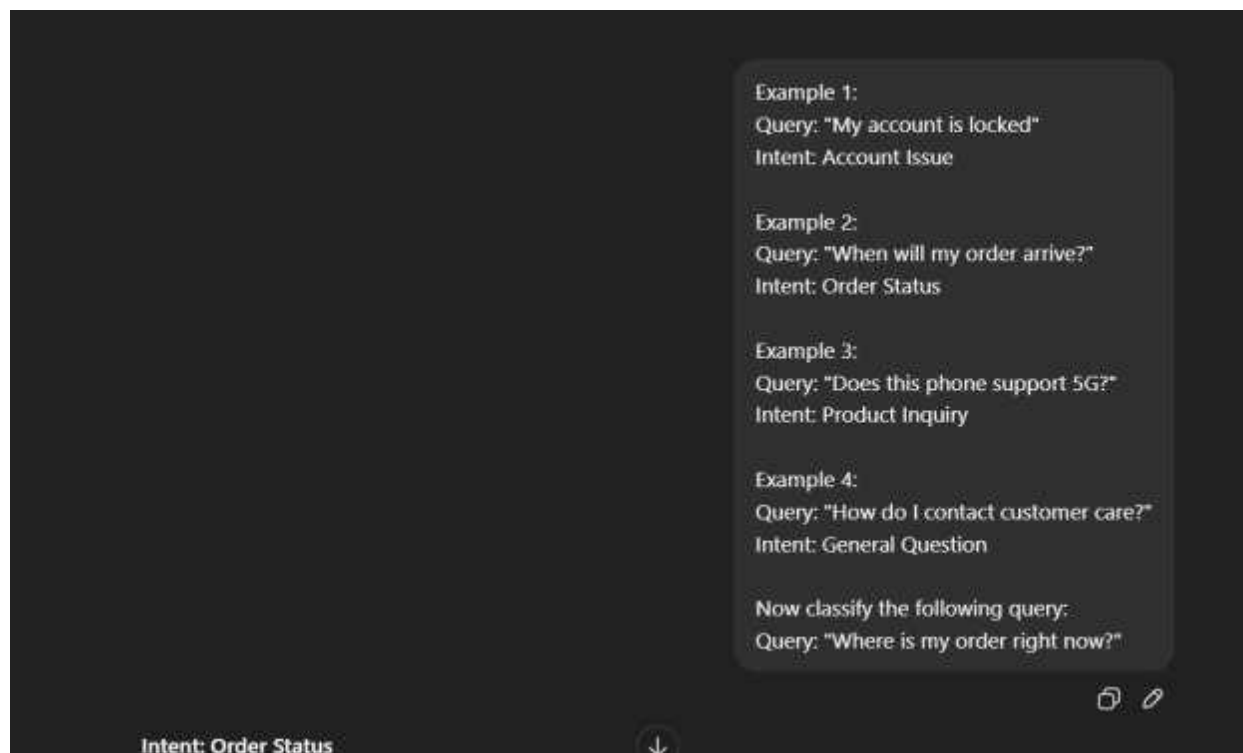 Example 1:
Query: "My account is locked"
Intent: Account Issue
Example 2:
Query: "When will my order arrive?"
Intent: Order Status
Example 3:
Query: "Does this phone support 5G?"
Intent: Product Inquiry
Example 4:
Query: "How do I contact customer care?"
Intent: General Question
Now classify the following query:
Query: "Where is my order right now?"
Intent: Order Status